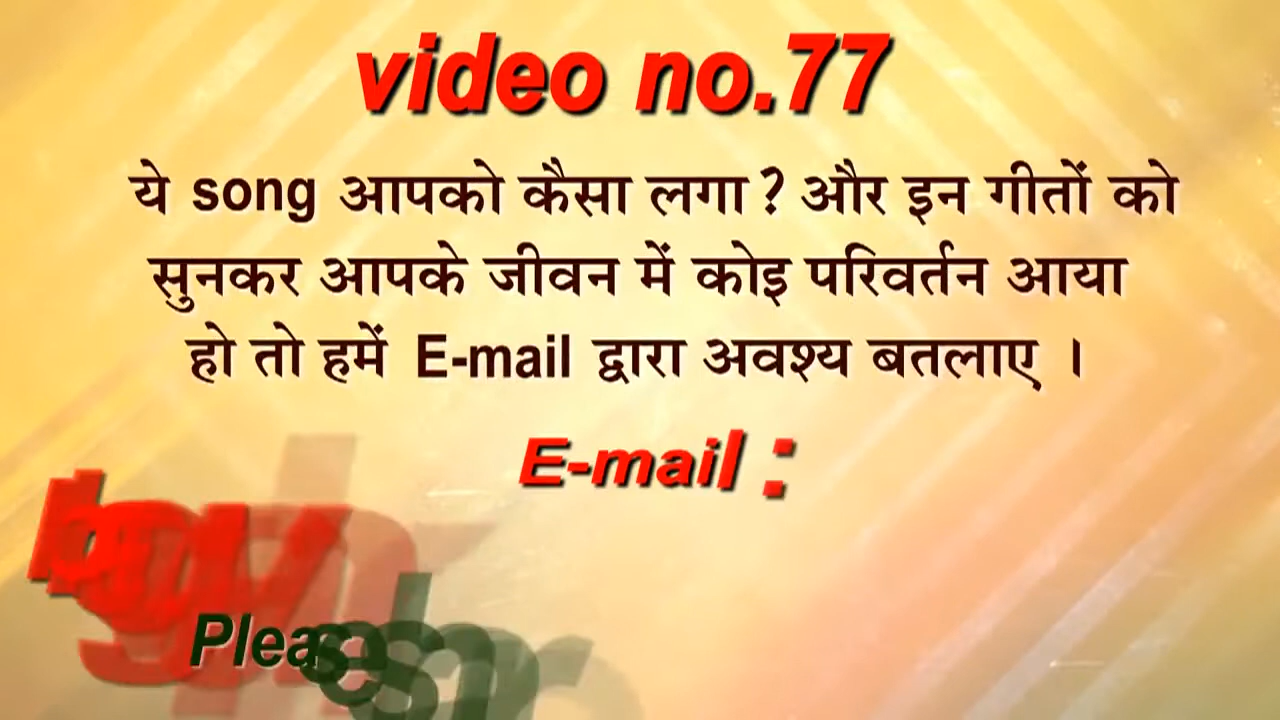 video no.77
ये song आपको कैसा लगा? और इन गीतों को
सुनकर आपके जीवन में कोइ परिवर्तन आया
हो तो हमें E-mail द्वारा अवश्य बतलाए ।
E-mail :